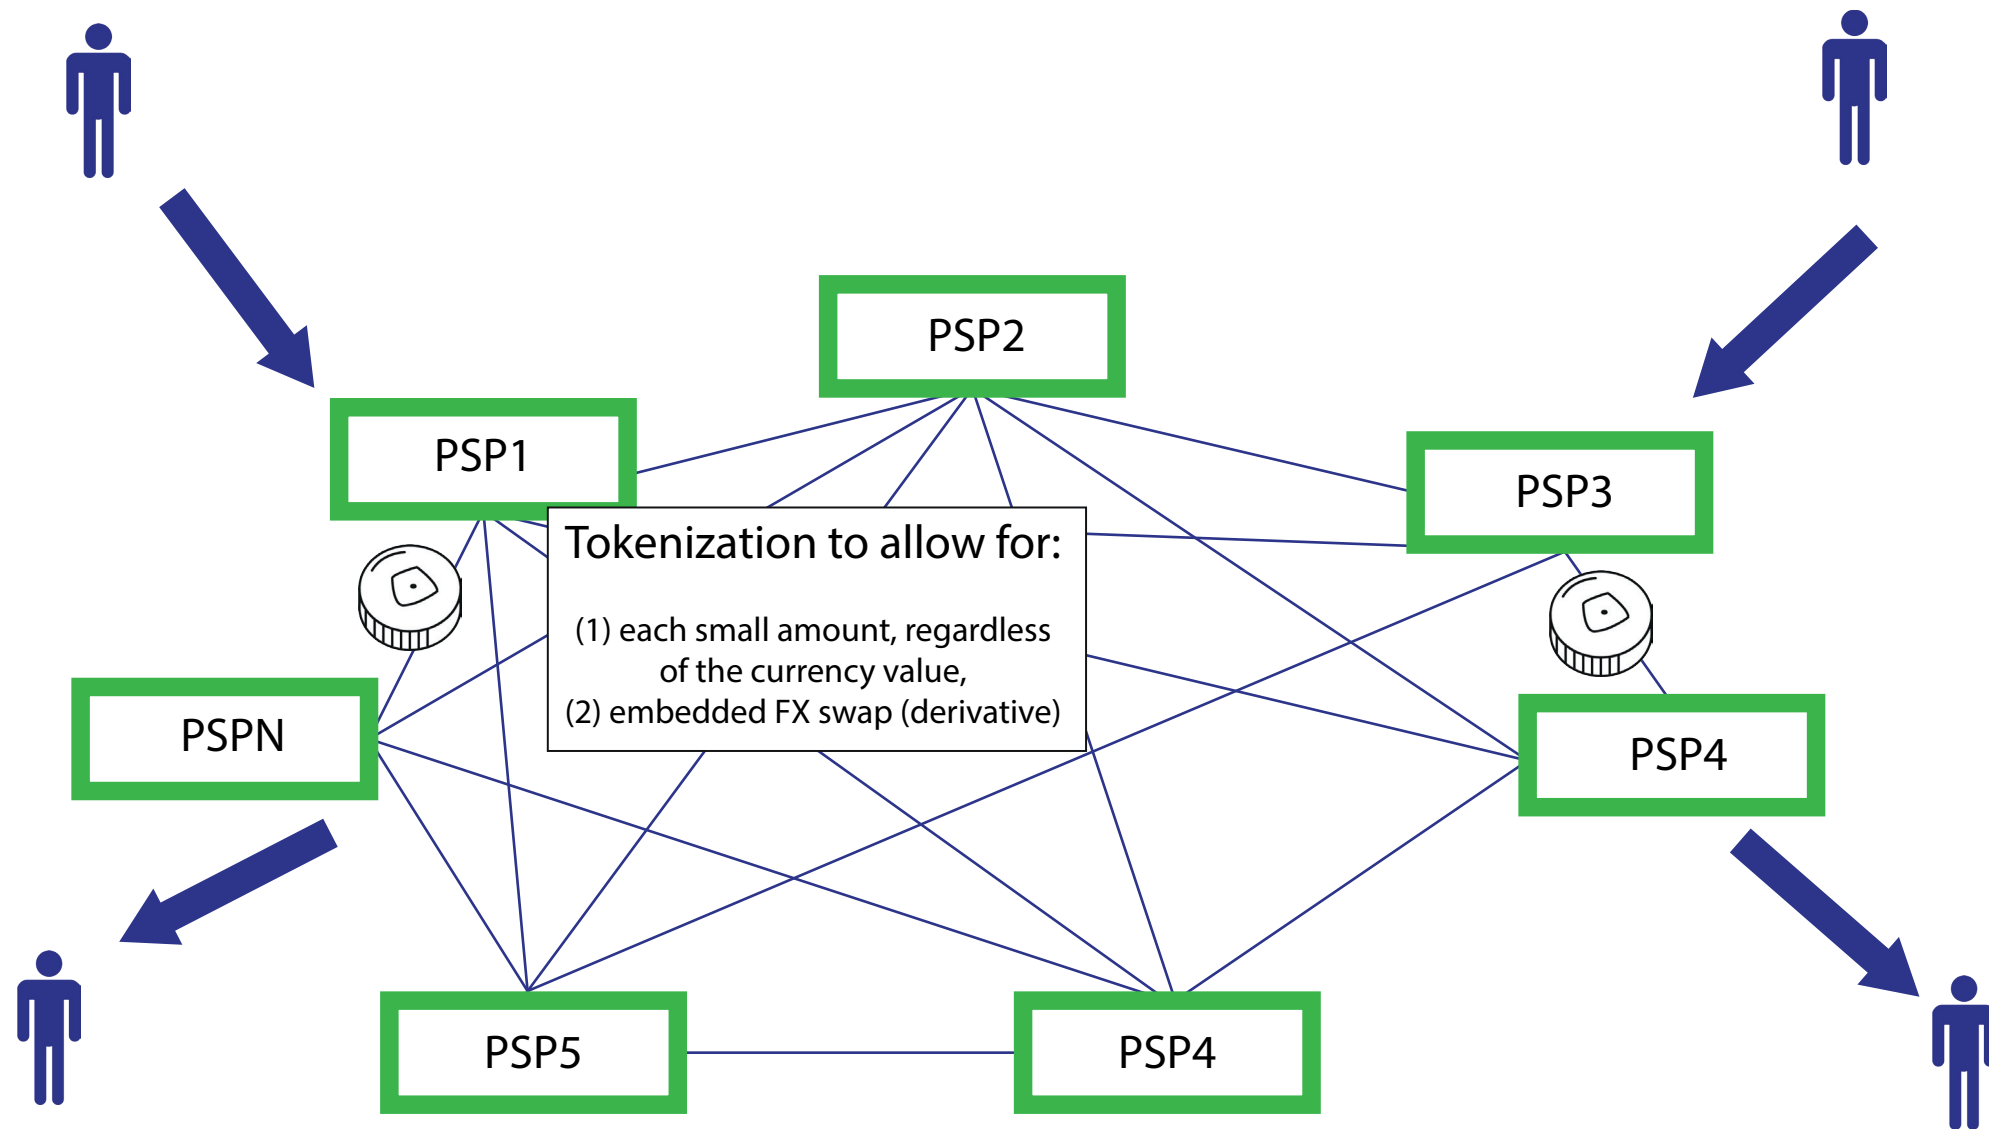 PSP2
PSP1
PSP3
Tokenization to allow for:
(1) each small amount, regardless
of the currency value,
(2) embedded FX swap (derivative)
PSPN
PSP4
PSP5
PSP4